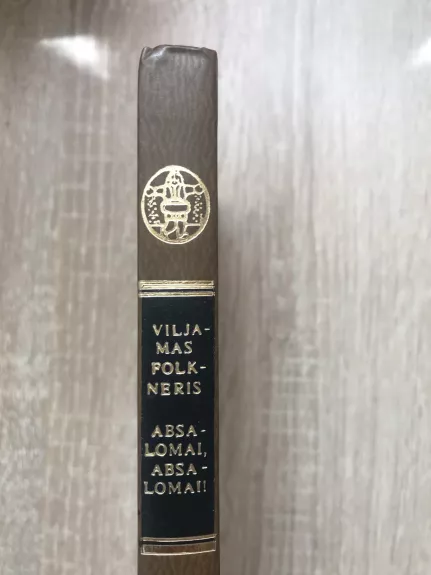 VILJA-
MAS
FOLK-
NERIS
ABSA-
LOMAI,
ABSA-
LOMAI!